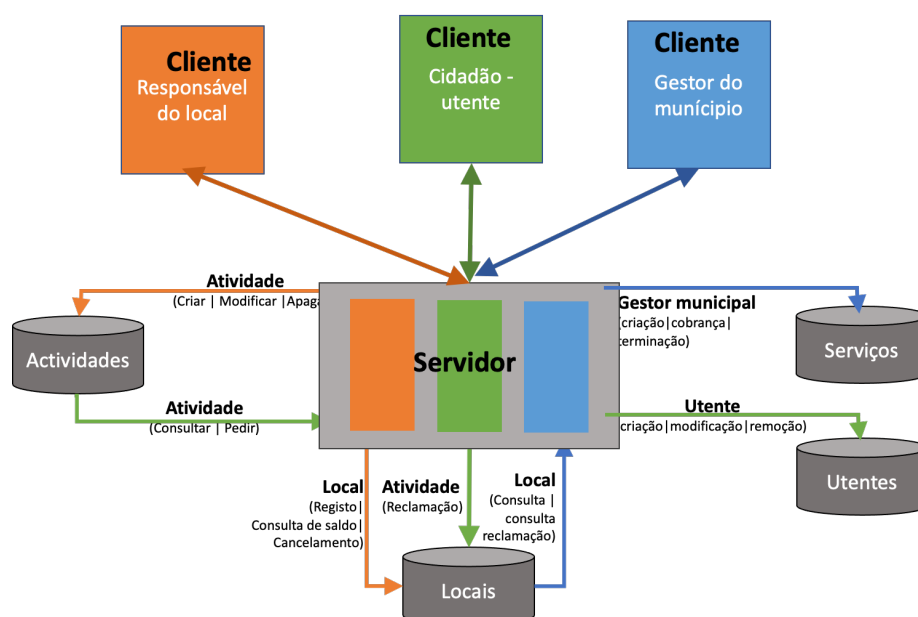 Cliente
Responsável
do local
Cliente
Cidadão -
utente
Cliente
Gestor do
munícipio
Atividade
(Criar | Modificar |Apaga
Actividades
Atividade
(Consultar | Pedir)
Servidor
Gestor municipal
(criação|cobrança|
terminação)
Serviços
Utente
criação|modificação|remoção)
Utentes
Local
(Registo|
Consulta de saldo|
Cancelamento)
Atividade
(Reclamação)
Local
(Consulta |
consulta
reclamação)
Locais